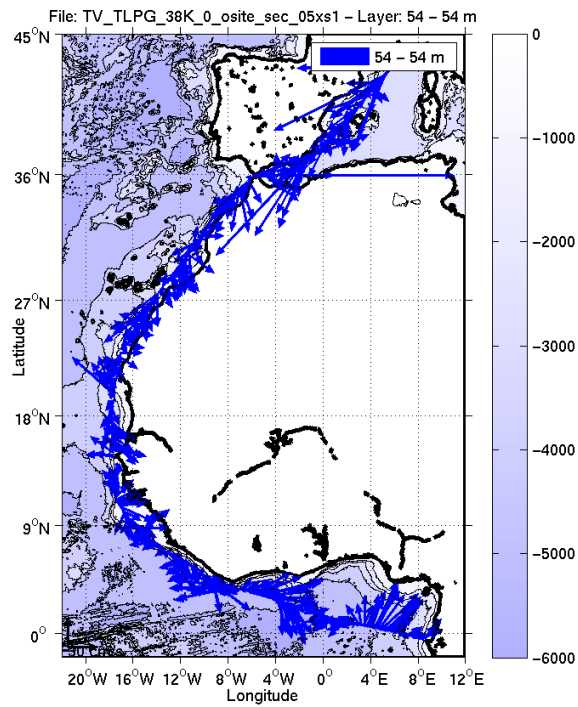 File: TV_TLPG_38K_0_osite_sec_05xs1 – Layer: 54 – 54 m
54 – 54 m
45°N
36°N
27°N
18°N
9°N
0°
Latitude
20°W 16°W 12°W 8°W 4°W 0°E 4°E 8°E 12°E
Longitude
0
−1000
−2000
−3000
−4000
−5000
−6000